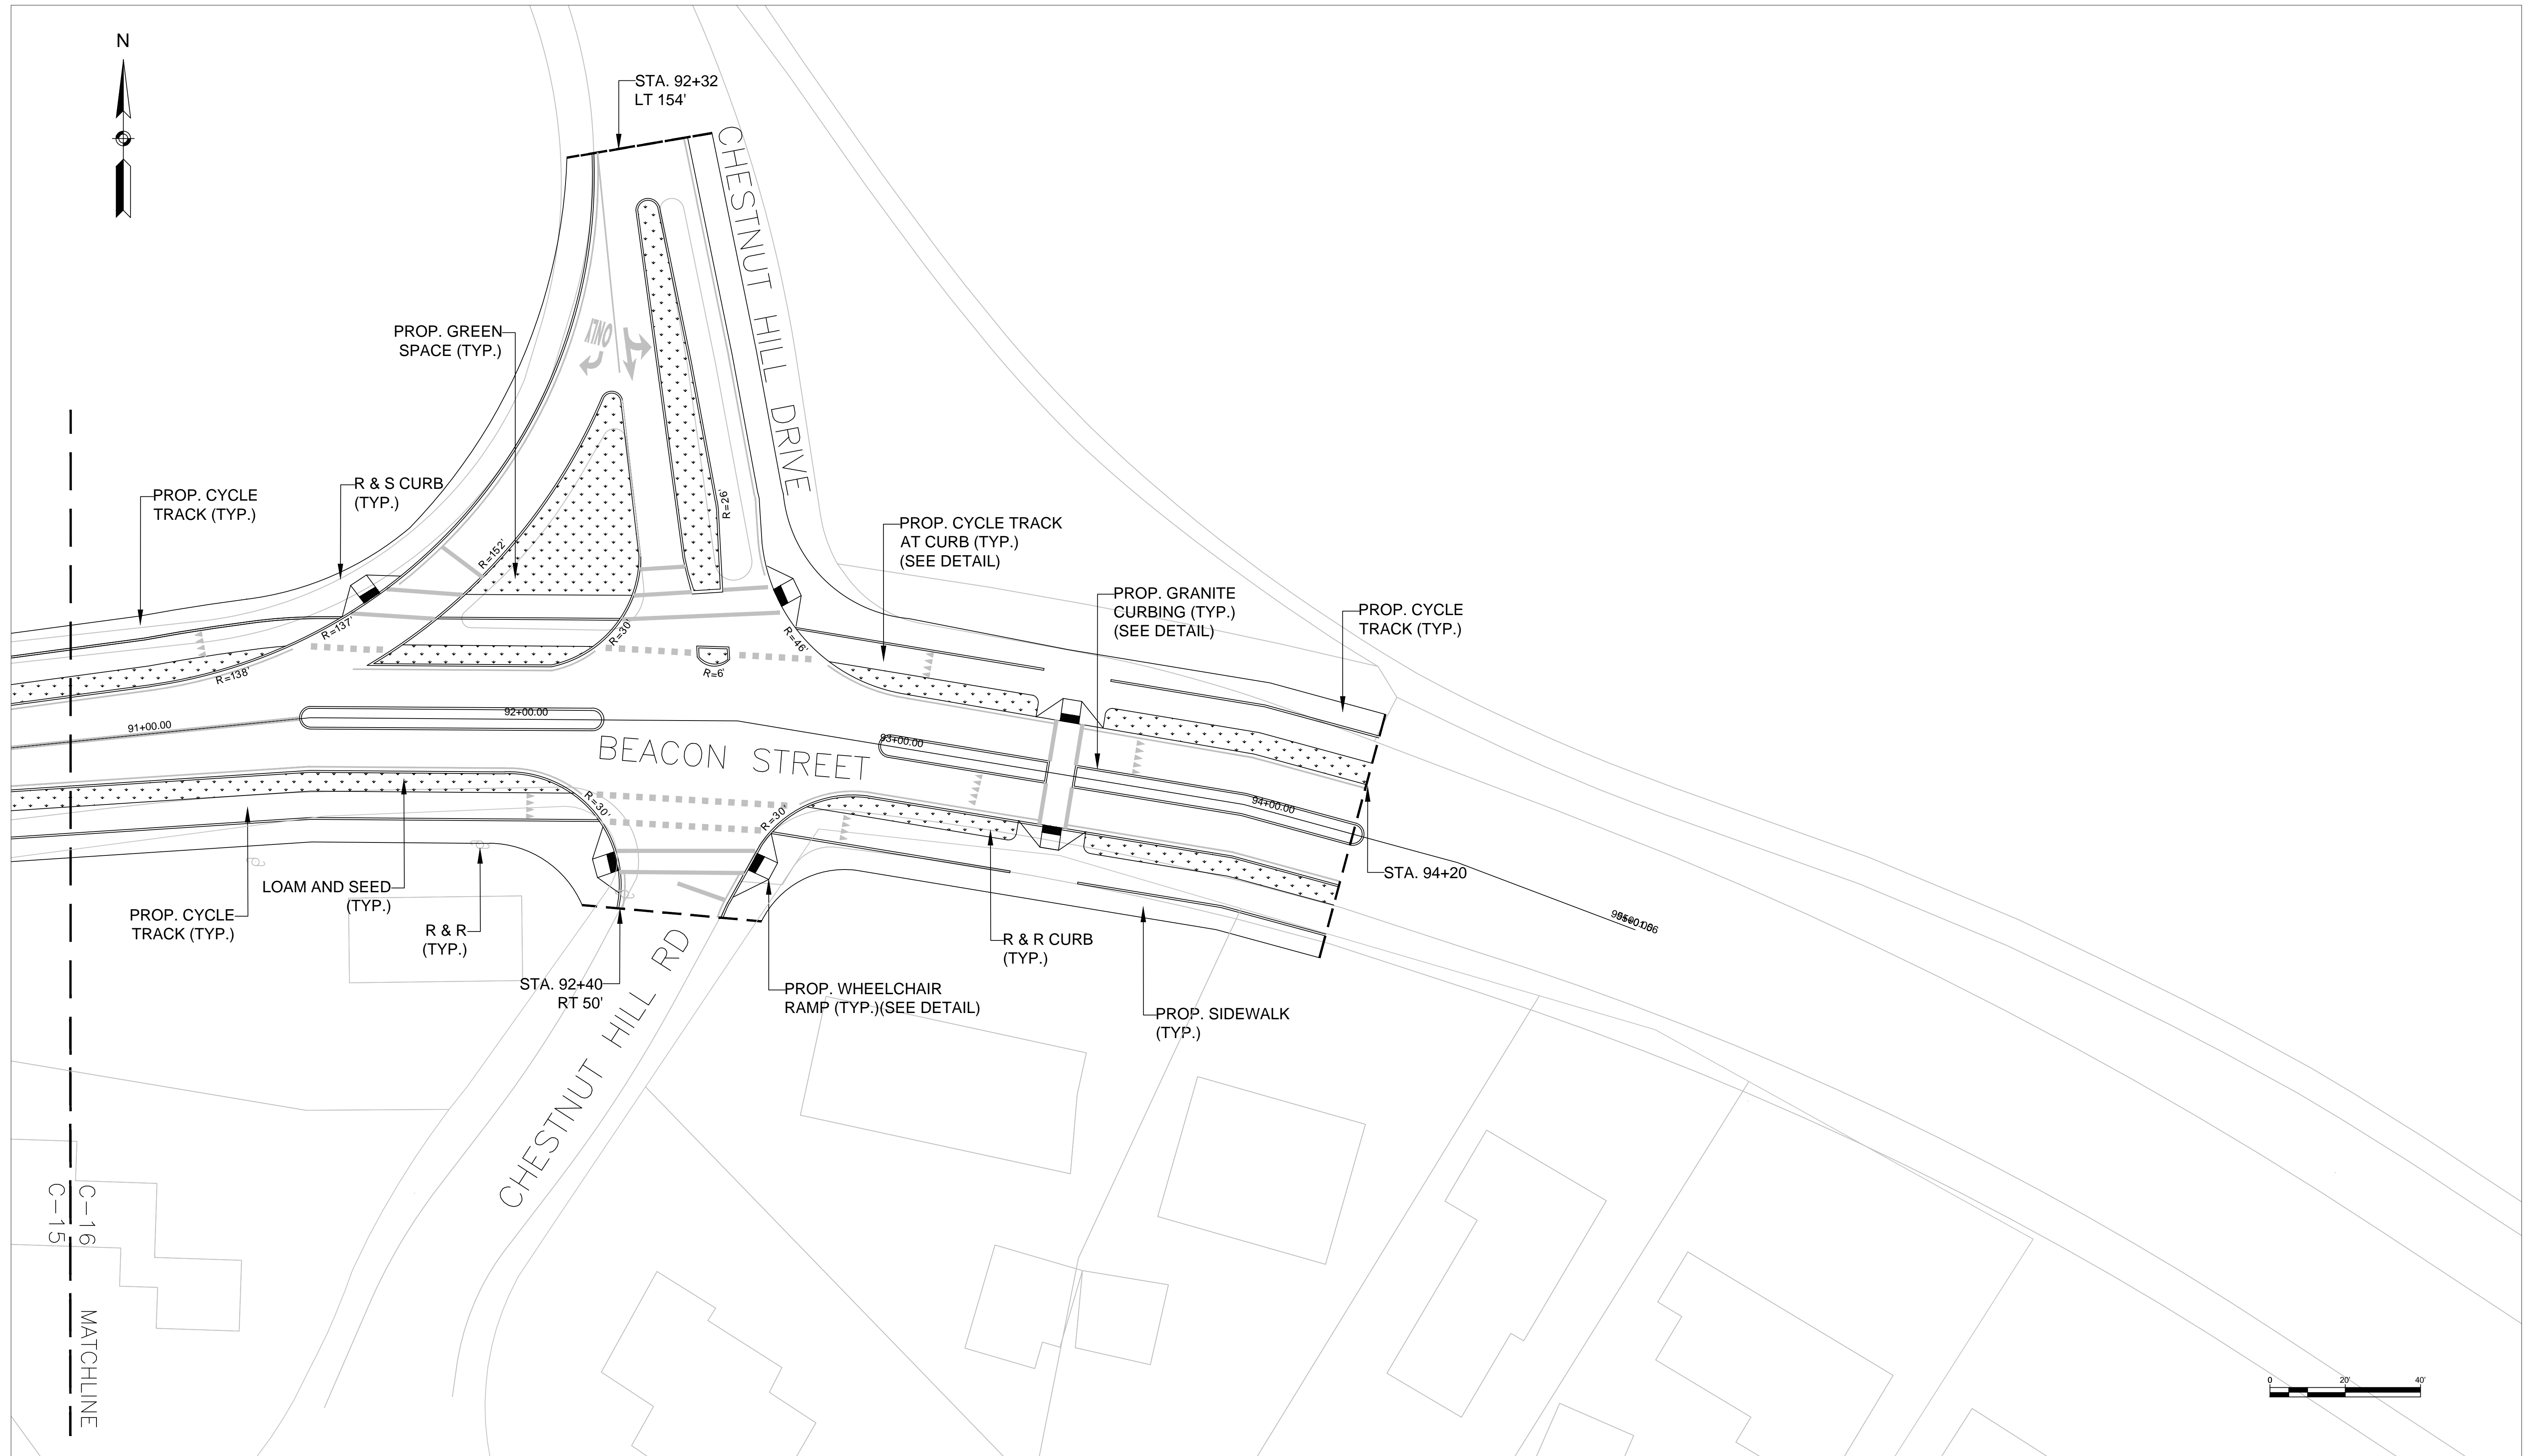 N
STA. 92+32
LT 154'
CHESTNUT HILL DRIVE
PROP. GREEN
SPACE (TYP.)
ONLY
R & S CURB
(TYP.)
PROP. CYCLE
TRACK (TYP.)
R=26'
R=152'
PROP. CYCLE TRACK
AT CURB (TYP.)
(SEE DETAIL)
PROP. GRANITE
CURBING (TYP.)
(SEE DETAIL)
PROP. CYCLE
TRACK (TYP.)
R=137'
R=30'
R=46'
R=138'
R=6'
91+00.00
92+00.00
93+00.00
94+00.00
BEACON STREET
R=30'
R=30'
STA. 94+20
LOAM AND SEED
(TYP.)
PROP. CYCLE
TRACK (TYP.)
R & R
(TYP.)
R & R CURB
(TYP.)
STA. 92+40
RT 50'
PROP. WHEELCHAIR
RAMP (TYP.)(SEE DETAIL)
PROP. SIDEWALK
(TYP.)
CHESTNUT HILL RD
C-16
C-15
MATCHLINE
0 20' 40'